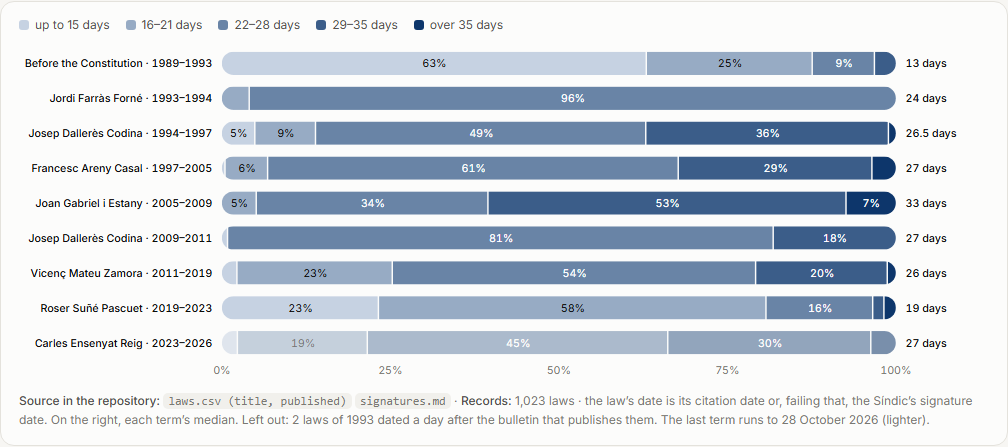 up to 15 days 16–21 days 22–28 days 29–35 days over 35 days
Before the Constitution · 1989–1993 63% 25% 9% 13 days
Jordi Farràs Forné · 1993–1994 96% 24 days
Josep Dallerès Codina · 1994–1997 5% 9% 49% 36% 26.5 days
Francesc Areny Casal · 1997–2005 6% 61% 29% 27 days
Joan Gabriel i Estany · 2005–2009 5% 34% 53% 7% 33 days
Josep Dallerès Codina · 2009–2011 81% 18% 27 days
Vicenç Mateu Zamora · 2011–2019 23% 54% 20% 26 days
Roser Suñé Pascuet · 2019–2023 23% 58% 16% 19 days
Carles Ensenyat Reig · 2023–2026 19% 45% 30% 27 days
0% 25% 50% 75% 100%
Source in the repository: laws.csv (title, published) signatures.md · Records: 1,023 laws · the law’s date is its citation date or, failing that, the Síndic’s signature
date. On the right, each term’s median. Left out: 2 laws of 1993 dated a day after the bulletin that publishes them. The last term runs to 28 October 2026 (lighter).